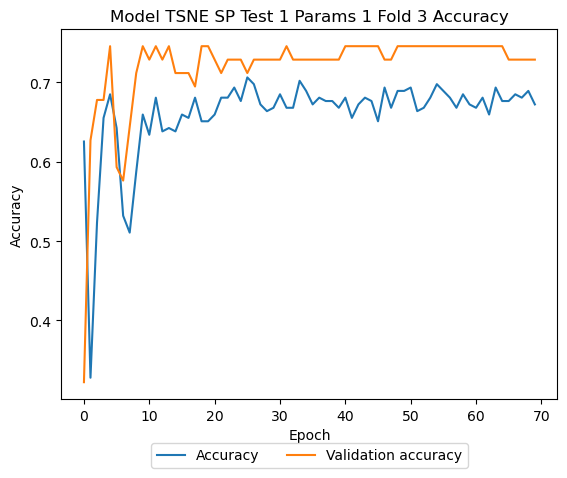 Model TSNE SP Test 1 Params 1 Fold 3 Accuracy
0.7
0.6
0.5
0.4
Accuracy
0 10 20 30 40 50 60 70
Epoch
Accuracy Validation accuracy